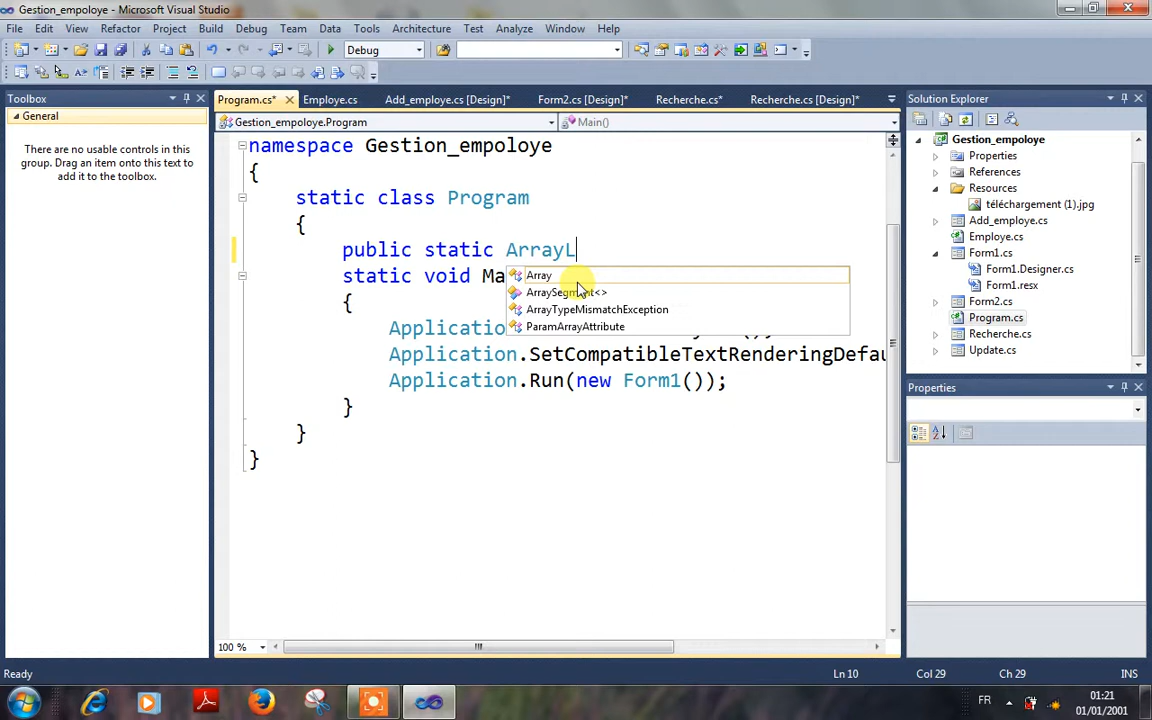 Gestion_empoloye - Microsoft Visual Studio
File Edit View Refactor Project Build Debug Team Data Tools Architecture Test Analyze Window Help
Debug
Toolbox
General
There are no usable controls in this
group. Drag an item onto this text to
add it to the toolbox.
Program.cs* Employe.cs Add_employe.cs [Design]* Form2.cs [Design]* Recherche.cs* Recherche.cs [Design]*
Gestion_empoloye.Program Main()
namespace Gestion_empoloye
{
static class Program
{
public static ArrayL
static void Ma
{
Application
Application.SetCompatibleTextRenderingDefau
Application.Run(new Form1());
}
}
}
Array
ArraySegment<>
ArrayTypeMismatchException
ParamArrayAttribute
100 %
Solution Explorer
Gestion_empoloye
Properties
References
Resources
téléchargement (1).jpg
Add_employe.cs
Employe.cs
Form1.cs
Form1.Designer.cs
Form1.resx
Form2.cs
Program.cs
Recherche.cs
Update.cs
Properties
Ready Ln 10 Col 29 Ch 29 INS
FR 01:21
01/01/2001